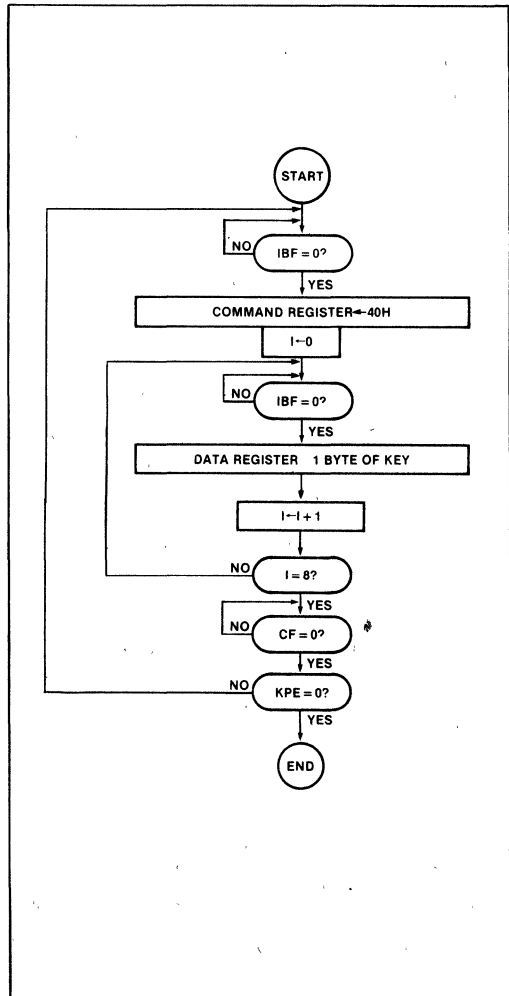 START
IBF = 0?
NO
YES
COMMAND REGISTER←40H
I←0
IBF = 0?
NO
YES
DATA REGISTER 1 BYTE OF KEY
I←I + 1
NO
I = 8?
YES
NO
CF = 0?
YES
NO
KPE = 0?
YES
END